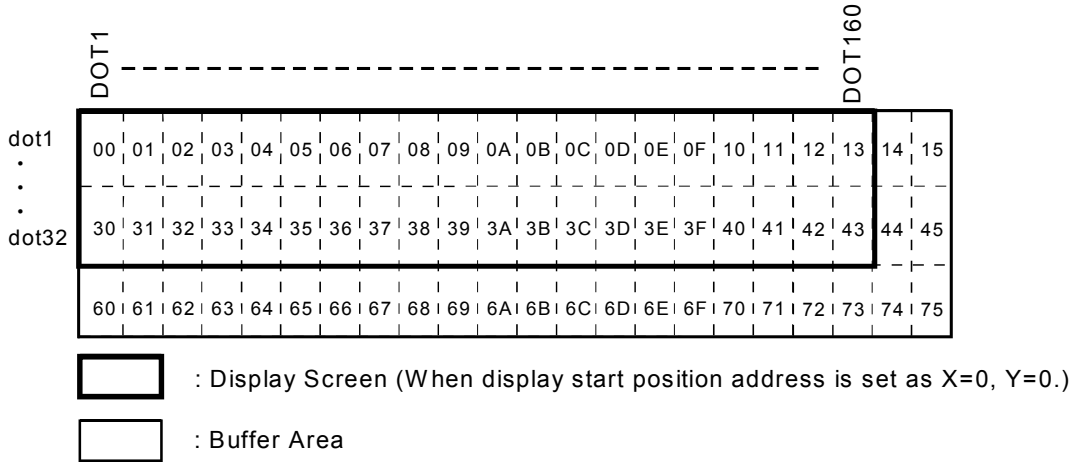 DOT1 DOT160
dot1 00 01 02 03 04 05 06 07 08 09 0A 0B 0C 0D 0E 0F 10 11 12 13 14 15
dot32 30 31 32 33 34 35 36 37 38 39 3A 3B 3C 3D 3E 3F 40 41 42 43 44 45
60 61 62 63 64 65 66 67 68 69 6A 6B 6C 6D 6E 6F 70 71 72 73 74 75
: Display Screen (When display start position address is set as X=0, Y=0.)
: Buffer Area